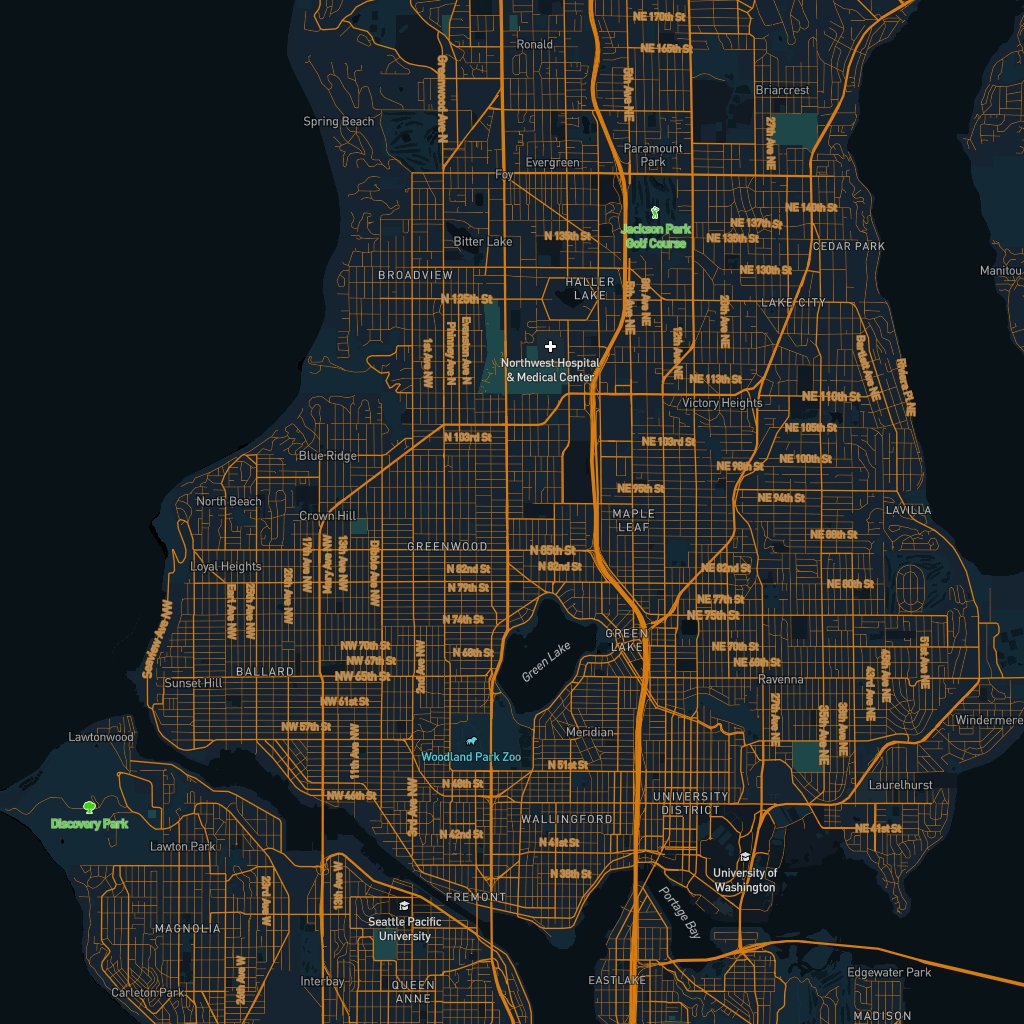 NE 170th St
Ronald
NE 165th St
Greenwood Ave N
5th Ave NE
Briarcrest
Spring Beach
27th Ave NE
Paramount
Park
Evergreen
Foy
NE 140th St
Jackson Park
Golf Course
NE 137th St
N 135th St
NE 135th St
Bitter Lake
CEDAR PARK
BROADVIEW
NE 130th St
Manitou
HALLER
LAKE
8th Ave NE
5th Ave NE
N 125th St
LAKE CITY
20th Ave NE
Evanston Ave N
Phinney Ave N
1st Ave NW
12th Ave NE
Bartlett Ave NE
Riviera Pl NE
Northwest Hospital
& Medical Center
NE 113th St
NE 110th St
Victory Heights
NE 105th St
N 103rd St
NE 103rd St
Blue Ridge
NE 100th St
NE 98th St
NE 95th St
NE 94th St
North Beach
Crown Hill
MAPLE
LEAF
LAVILLA
NE 88th St
GREENWOOD
N 85th St
17th Ave NW
Mary Ave NW
13th Ave NW
Dibble Ave NW
Loyal Heights
N 82nd St
N 82nd St
NE 82nd St
N 79th St
NE 80th St
Earl Ave NW
28th Ave NW
20th Ave NW
NE 77th St
NE 75th St
N 74th St
Seaview Ave NW
GREEN
LAKE
Green Lake
NW 70th St
NE 70th St
N 68th St
NW 67th St
NE 68th St
2nd Ave NW
51st Ave NE
BALLARD
NW 65th St
Sunset Hill
Ravenna
45th Ave NE
43rd Ave NE
NW 61st St
27th Ave NE
35th Ave NE
39th Ave NE
Windermere
NW 57th St
Meridian
Lawtonwood
11th Ave NW
Woodland Park Zoo
N 51st St
N 48th St
Laurelhurst
NW 46th St
UNIVERSITY
DISTRICT
Discovery Park
WALLINGFORD
N 42nd St
NE 41st St
N 41st St
Lawton Park
N 38th St
University of
Washington
FREMONT
23rd Ave W
13th Ave W
Seattle Pacific
University
Portage Bay
MAGNOLIA
Edgewater Park
Interbay
EASTLAKE
Carleton Park
QUEEN
ANNE
MADISON